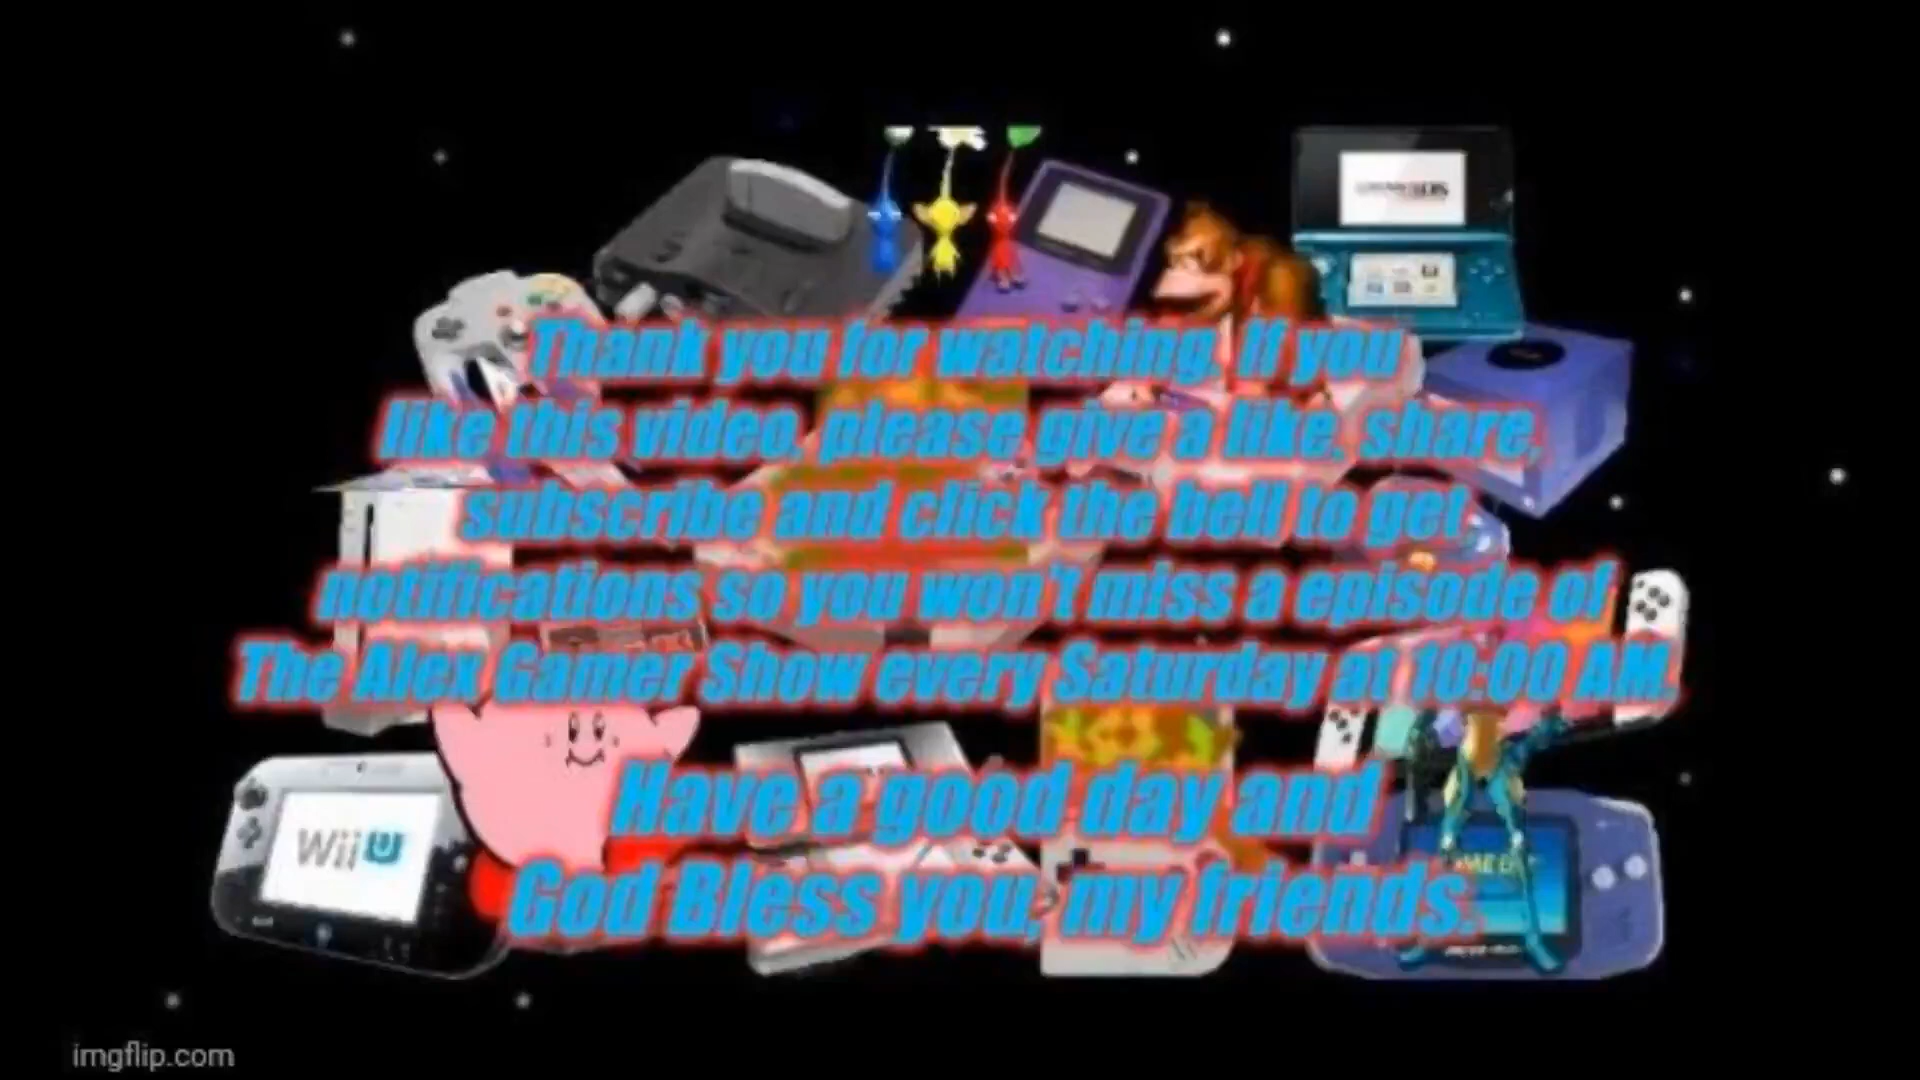 Thank you for watching. If you
like this video, please give a like, share,
subscribe and click the bell to get
notifications so you won't miss a episode of
The Alex Gamer Show every Saturday at 10:00 AM.
Have a good day and
God Bless you, my friends.
Wii U
imgflip.com